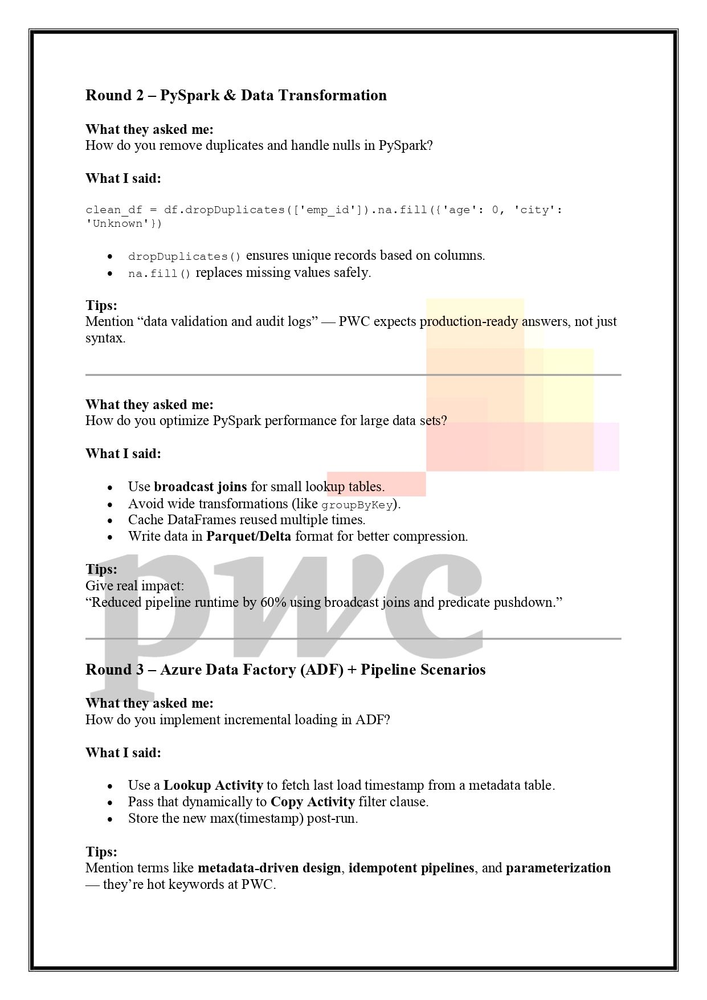 Round 2 – PySpark & Data Transformation
What they asked me:
How do you remove duplicates and handle nulls in PySpark?
What I said:
clean_df = df.dropDuplicates(['emp_id']).na.fill({'age': 0, 'city':
'Unknown'})
• dropDuplicates() ensures unique records based on columns.
• na.fill() replaces missing values safely.
Tips:
Mention “data validation and audit logs” — PWC expects production-ready answers, not just
syntax.
What they asked me:
How do you optimize PySpark performance for large data sets?
What I said:
• Use broadcast joins for small lookup tables.
• Avoid wide transformations (like groupByKey).
• Cache DataFrames reused multiple times.
• Write data in Parquet/Delta format for better compression.
pwc
Tips:
Give real impact:
“Reduced pipeline runtime by 60% using broadcast joins and predicate pushdown.”
Round 3 – Azure Data Factory (ADF) + Pipeline Scenarios
What they asked me:
How do you implement incremental loading in ADF?
What I said:
• Use a Lookup Activity to fetch last load timestamp from a metadata table.
• Pass that dynamically to Copy Activity filter clause.
• Store the new max(timestamp) post-run.
Tips:
Mention terms like metadata-driven design, idempotent pipelines, and parameterization
— they’re hot keywords at PWC.